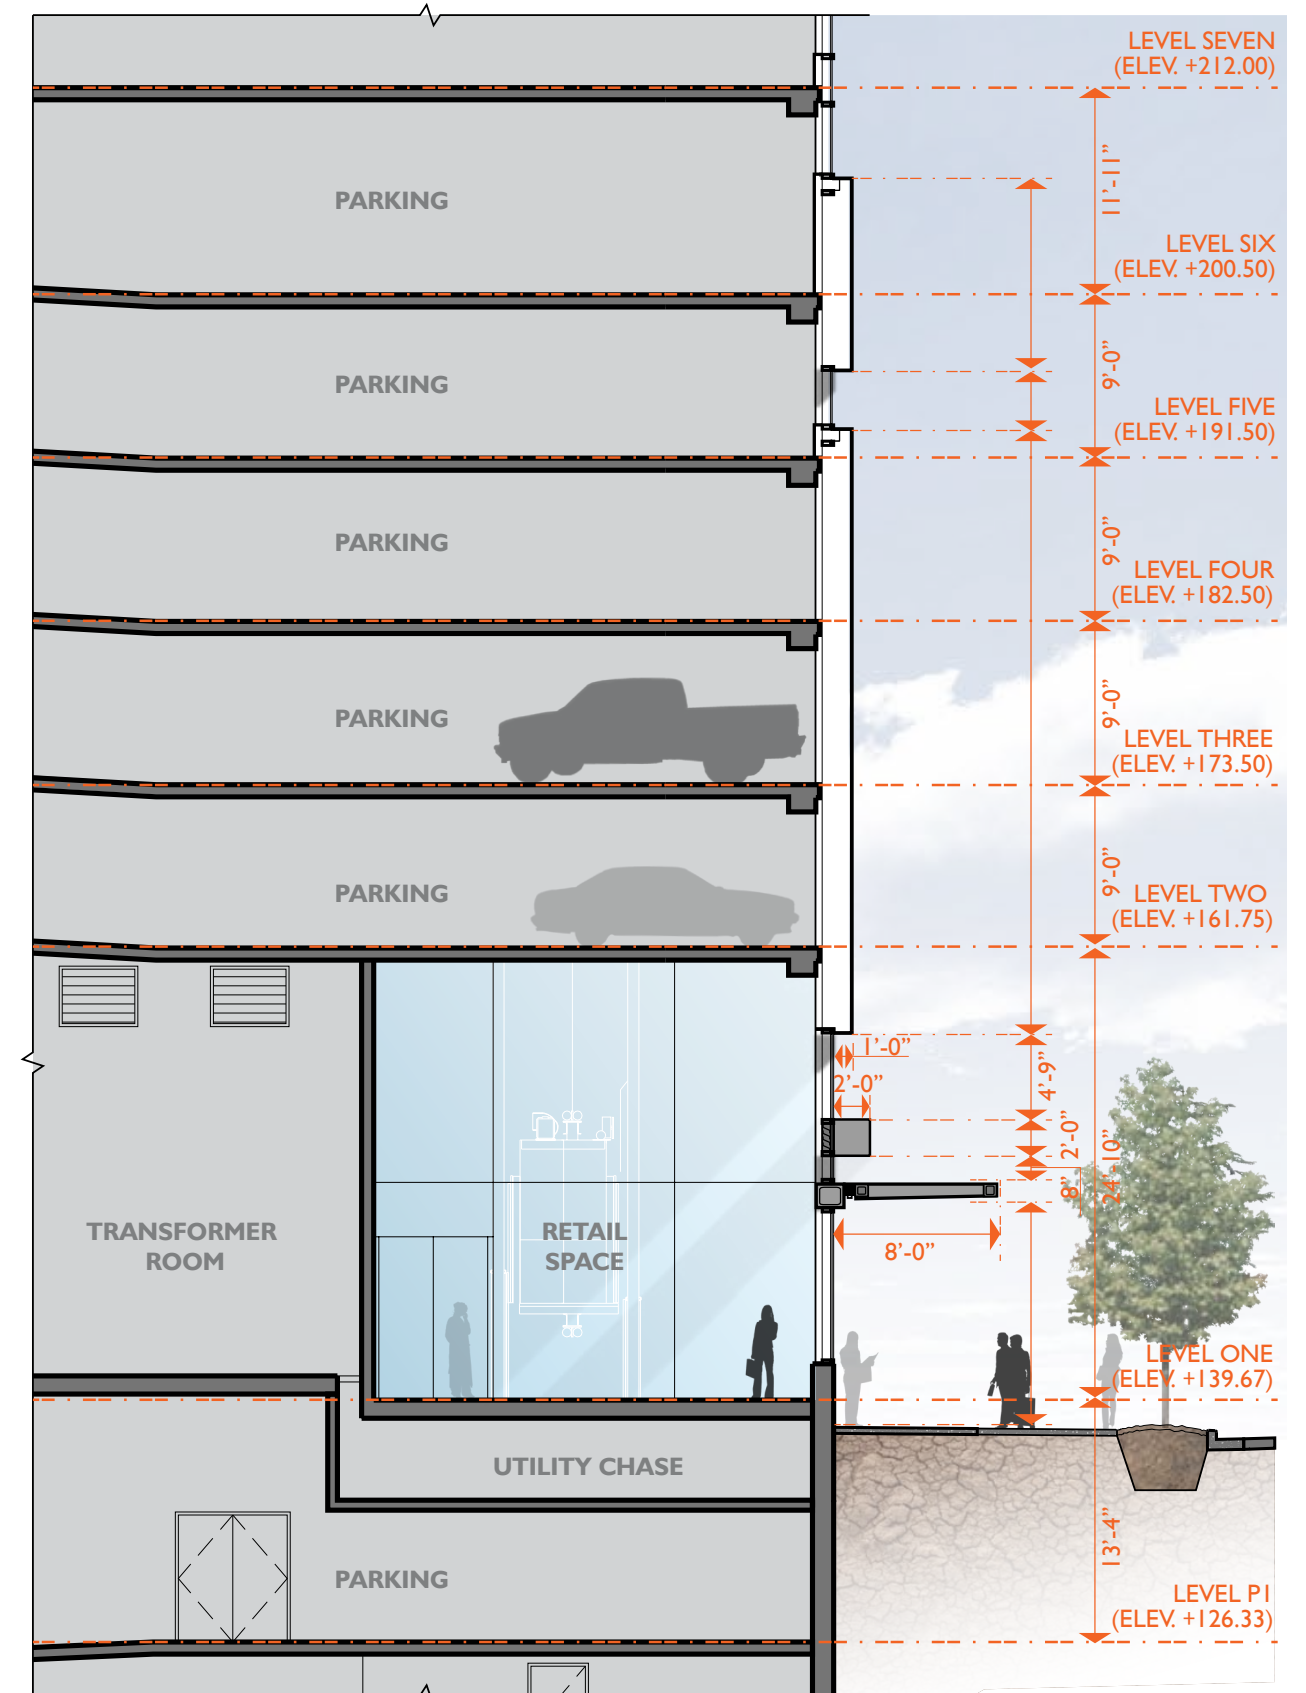 LEVEL SEVEN
(ELEV. +212.00)
11'-11"
PARKING
LEVEL SIX
(ELEV. +200.50)
9'-0"
PARKING
LEVEL FIVE
(ELEV. +191.50)
PARKING
9'-0"
LEVEL FOUR
(ELEV. +182.50)
9'-0"
PARKING
LEVEL THREE
(ELEV. +173.50)
9'-0"
PARKING
LEVEL TWO
(ELEV. +161.75)
1'-0"
2'-0"
4'-9"
2'-0"
8"
24'-10"
8'-0"
TRANSFORMER
ROOM
RETAIL
SPACE
LEVEL ONE
(ELEV. +139.67)
UTILITY CHASE
13'-4"
PARKING
LEVEL P1
(ELEV. +126.33)